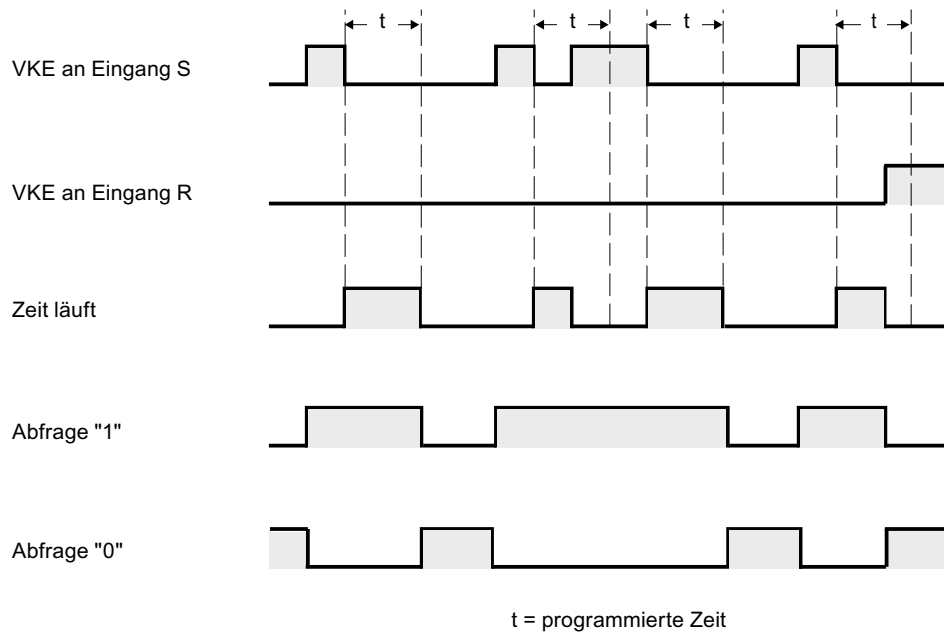 t t t t
VKE an Eingang S
VKE an Eingang R
Zeit läuft
Abfrage "1"
Abfrage "0"
t = programmierte Zeit